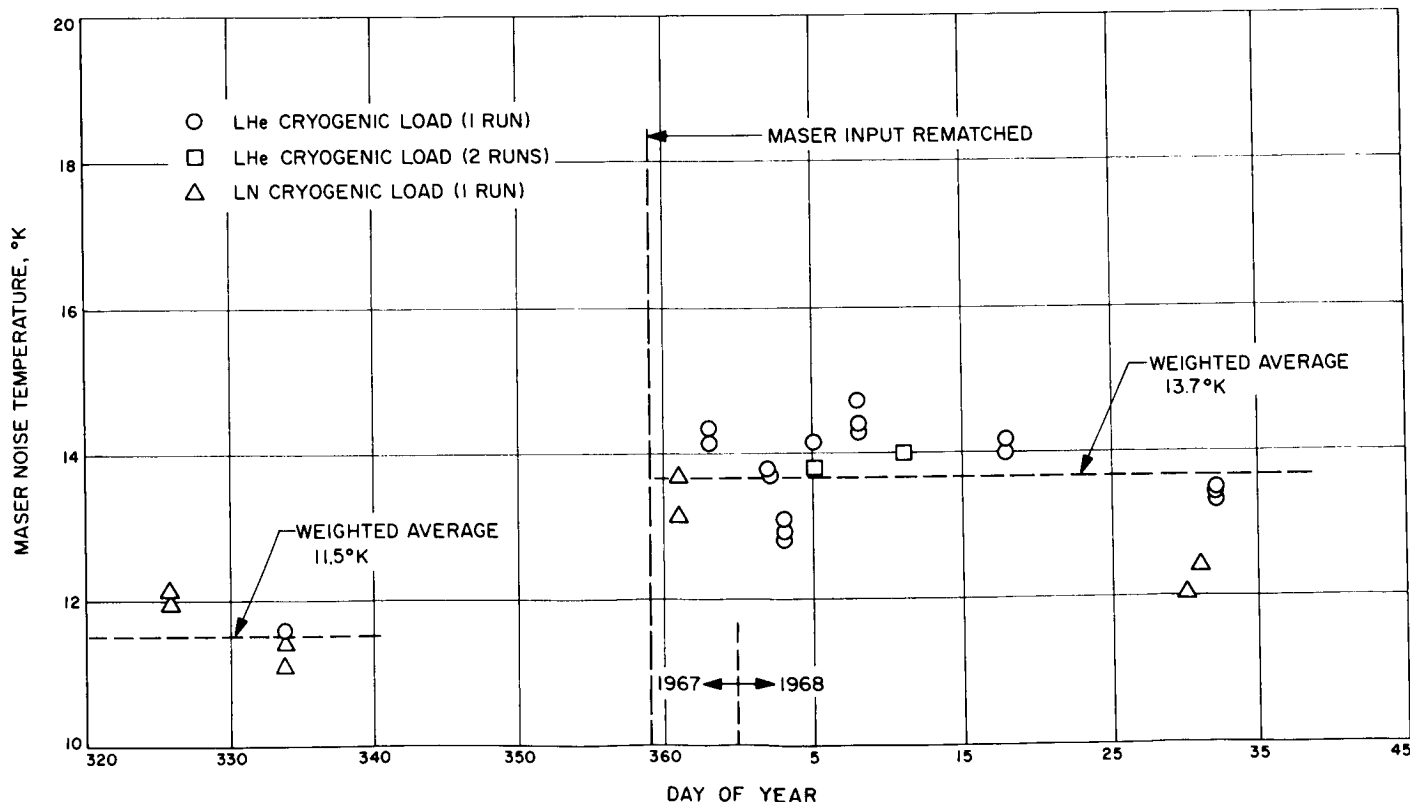 20
18
16
14
12
10
MASER NOISE TEMPERATURE, °K
LHe CRYOGENIC LOAD (1 RUN)
LHe CRYOGENIC LOAD (2 RUNS)
LN CRYOGENIC LOAD (1 RUN)
MASER INPUT REMATCHED
WEIGHTED AVERAGE
13.7°K
WEIGHTED AVERAGE
11.5°K
1967 1968
320 330 340 350 360 5 15 25 35 45
DAY OF YEAR